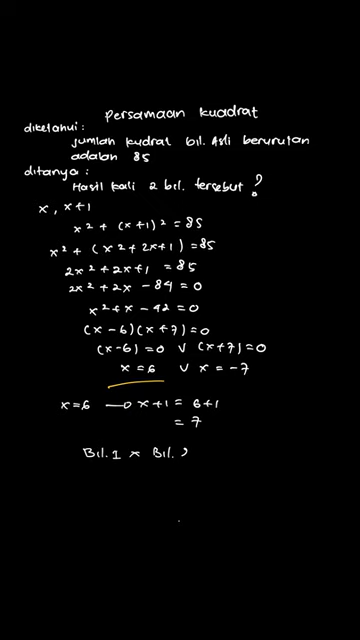 persamaan kuadrat
diketahui:
jumlah kudrat bil. Asli berurutan
adalah 85
ditanya:
Hasil kali 2 bil. tersebut?
x, x+1
x² + (x+1)² = 85
x² + (x² + 2x + 1) = 85
2x² + 2x + 1 = 85
2x² + 2x - 84 = 0
x² + x - 42 = 0
(x - 6) (x + 7) = 0
(x-6) = 0 ∨ (x+7) = 0
x = 6 ∨ x = -7
x = 6 → x+1 = 6+1
= 7
Bil. 1 × Bil.